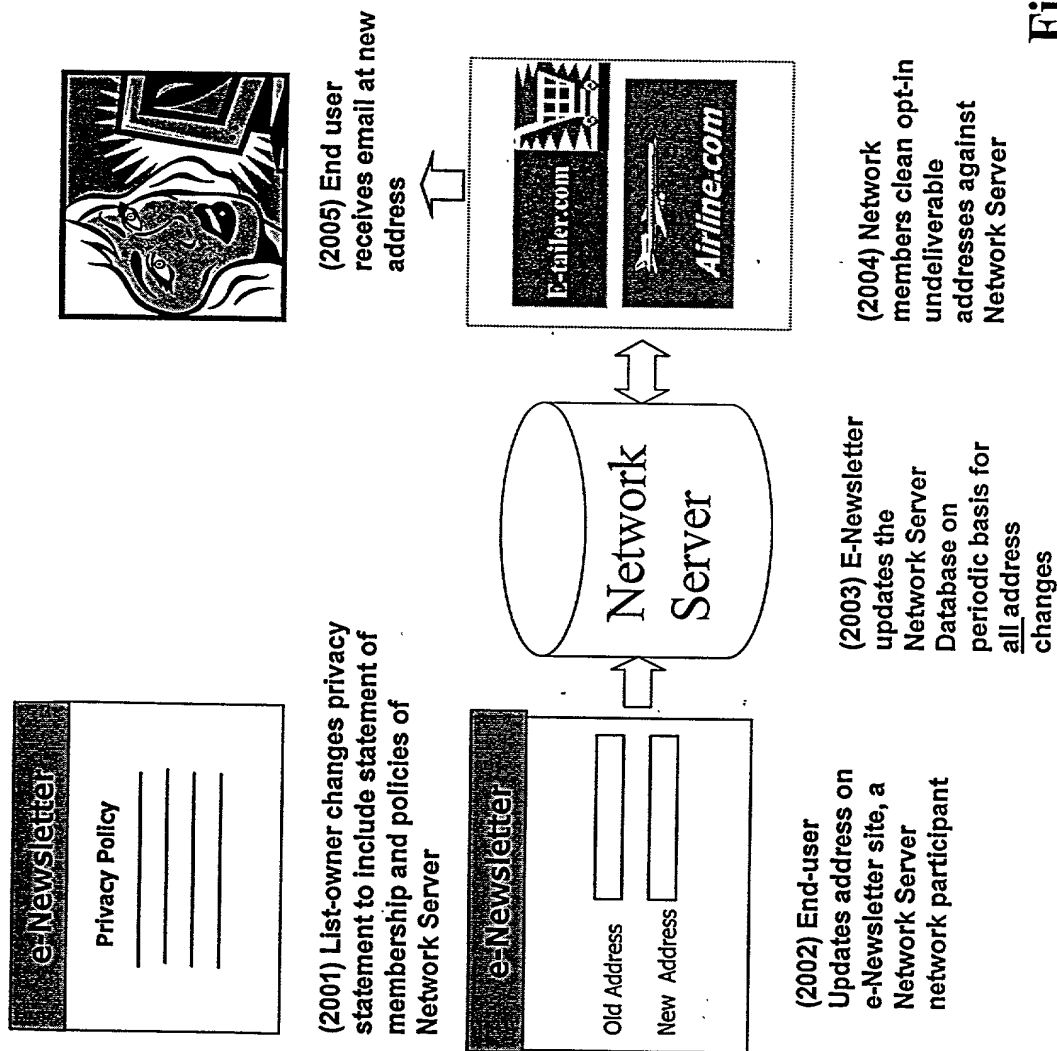 e-Newsletter
Privacy Policy
(2001) List-owner changes privacy
statement to include statement of
membership and policies of
Network Server
e-Newsletter
Old Address
New Address
(2002) End-user
Updates address on
e-Newsletter site, a
Network Server
network participant
Network
Server
(2003) E-Newsletter
updates the
Network Server
Database on
periodic basis for
all address
changes
E-tailer.com
Airline.com
(2004) Network
members clean opt-in
undeliverable
addresses against
Network Server
(2005) End user
receives email at new
address